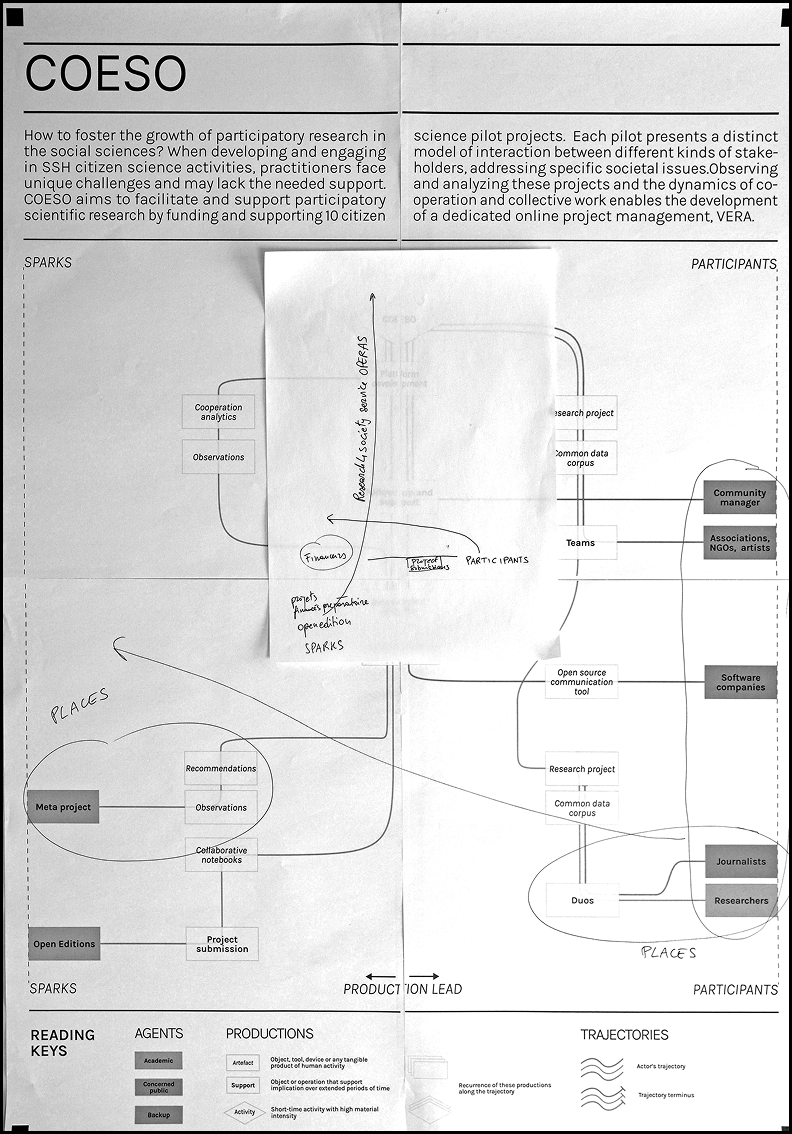 COESO
How to foster the growth of participatory research in
the social sciences? When developing and engaging
in SSH citizen science activities, practitioners face
unique challenges and may lack the needed support.
COESO aims to facilitate and support participatory
scientific research by funding and supporting 10 citizen
science pilot projects. Each pilot presents a distinct
model of interaction between different kinds of stake-
holders, addressing specific societal issues.Observing
and analyzing these projects and the dynamics of co-
operation and collective work enables the development
of a dedicated online project management, VERA.
SPARKS
PARTICIPANTS
COESO
Research4society service OPERAS
Cooperation
analytics
Observations
esearch project
Common data
corpus
Community
manager
Associations,
NGOs, artists
Teams
Financeurs
PROJECT
PARTICIPANTS
projets
financés préparatoire
openedition
SPARKS
Open source
communication
tool
Software
companies
PLACES
Recommendations
Meta project
Observations
Collaborative
notebooks
Research project
Common data
corpus
Journalists
Duos
Researchers
Open Editions
Project
submission
PLACES
SPARKS
PRODUCTION LEAD
PARTICIPANTS
READING
KEYS
AGENTS
Academic
Concerned
public
Backup
PRODUCTIONS
Artefact
Object, tool, device or any tangible
product of human activity
Support
Object or operation that support
implication over extended periods of time
Activity
Short-time activity with high material
intensity
Recurrence of these productions
along the trajectory
TRAJECTORIES
Actor's trajectory
Trajectory terminus